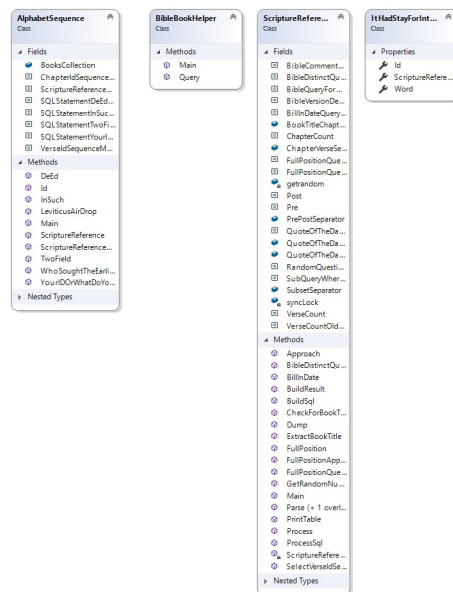 AlphabetSequence
Class
Fields
BooksCollection
ChapterIdSequence...
ScriptureReference...
SQLStatementDeEd...
SQLStatementInSuc...
SQLStatementTwoFi...
SQLStatementYourI...
VerseIdSequenceM...
Methods
DeEd
Id
InSuch
LeviticusAirDrop
Main
ScriptureReference
ScriptureReference...
TwoField
WhoSoughtTheEarli...
YourIDOrWhatDoYo...
Nested Types
BibleBookHelper
Class
Methods
Main
Query
ScriptureRefere...
Class
Fields
BibleComment...
BibleDistinctQu...
BibleQueryFor...
BibleVersionDe...
BillInDateQuery...
BookTitleChapt...
ChapterCount
ChapterVerseSe...
FullPositionQue...
FullPositionQue...
getrandom
Post
Pre
PrePostSeparator
QuoteOfTheDa...
QuoteOfTheDa...
QuoteOfTheDa...
RandomQuesti...
SubQueryWher...
SubsetSeparator
syncLock
VerseCount
VerseCountOld...
Methods
Approach
BibleDistinctQu...
BillInDate
BuildResult
BuildSql
CheckForBookT...
Dump
ExtractBookTitle
FullPosition
FullPositionApp...
FullPositionQue...
GetRandomNu...
Main
Parse (+ 1 overl...
PrintTable
Process
ProcessSql
ScriptureRefere...
SelectVerseIdSe...
Nested Types
ItHadStayForInt...
Class
Properties
Id
ScriptureRefere...
Word